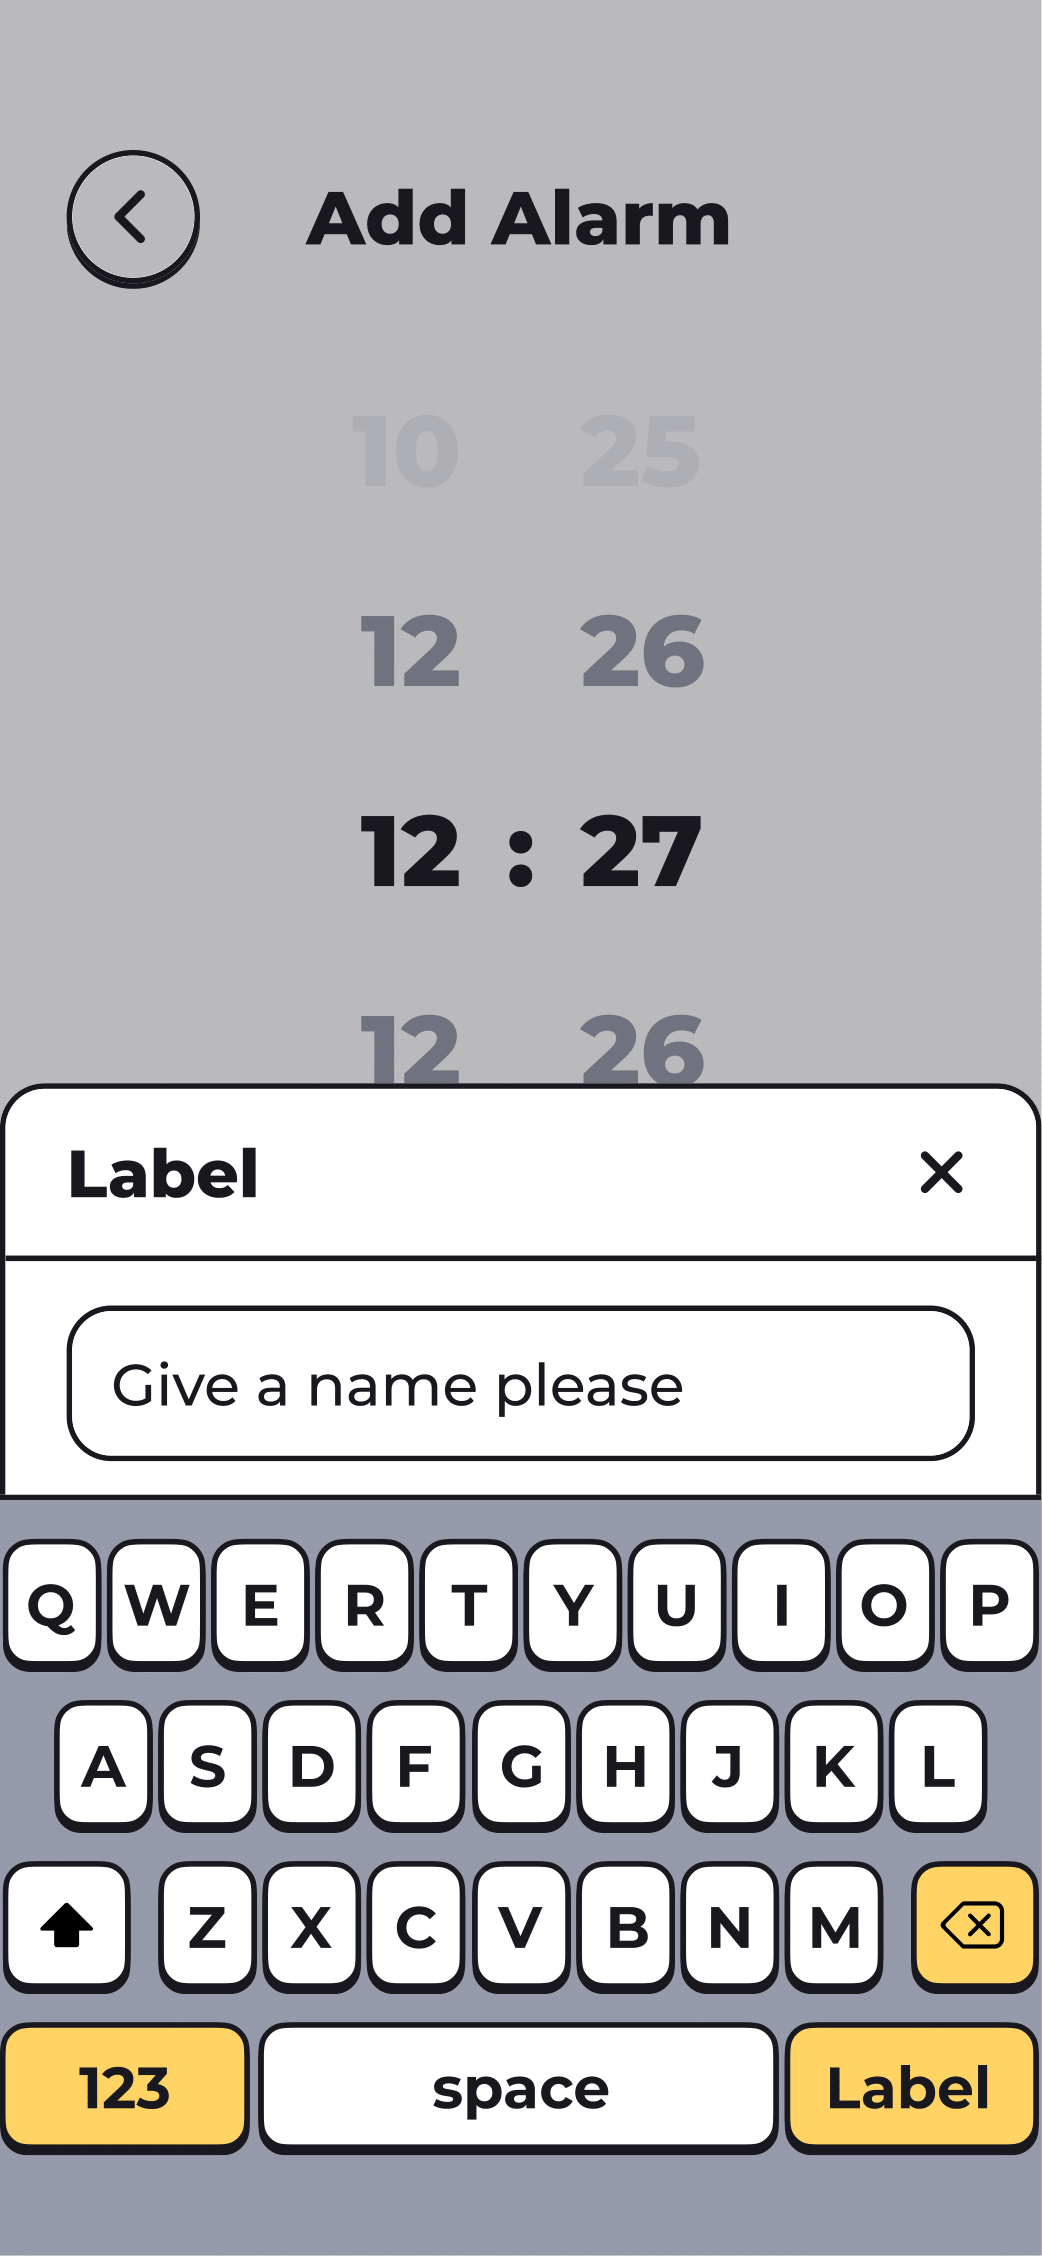 Add Alarm
10 25
12 26
12 : 27
12 26
Label
Give a name please
Q W E R T Y U I O P
A S D F G H J K L
Z X C V B N M
123 space Label